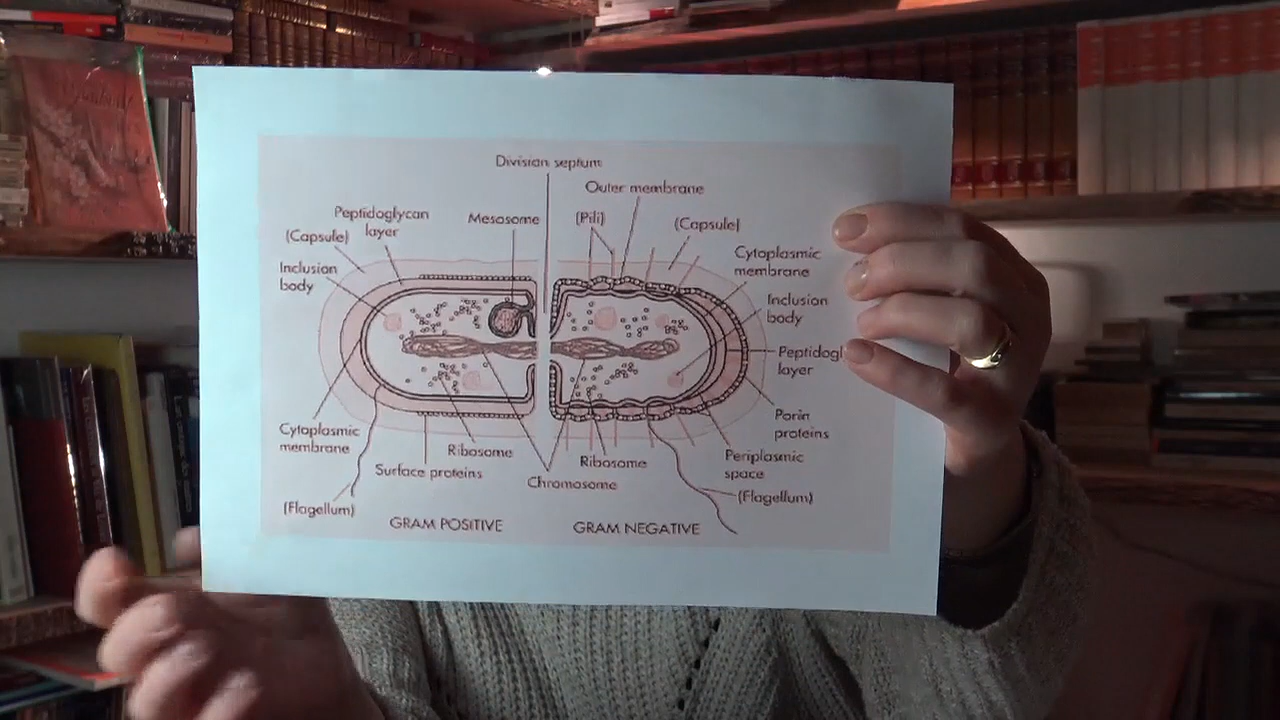 Division septum
Outer membrane
Peptidoglycan
layer
Mesosome
(Pili)
(Capsule)
(Capsule)
Cytoplasmic
membrane
Inclusion
body
Inclusion
body
Peptidogl
layer
Cytoplasmic
membrane
Ribosome
Surface proteins
Ribosome
Chromosome
Porin
proteins
Periplasmic
space
(Flagellum)
(Flagellum)
GRAM POSITIVE
GRAM NEGATIVE